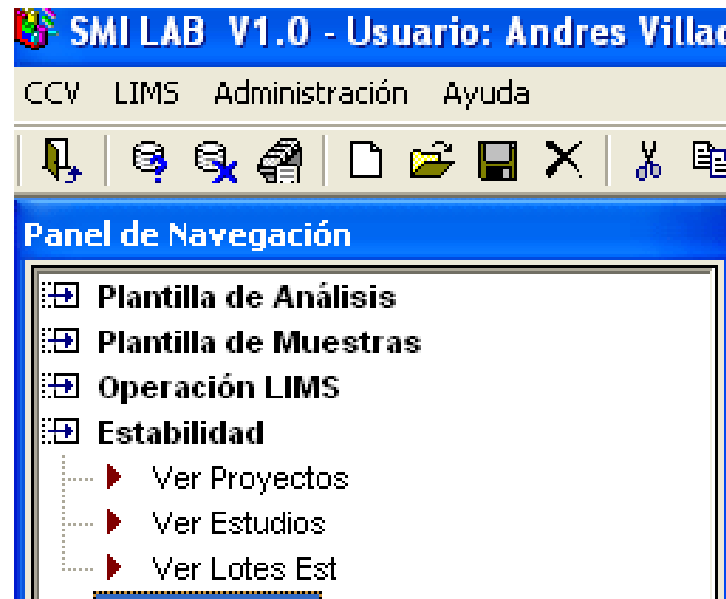 SMI LAB V1.0 - Usuario: Andres
CCV LIMS Administración Ayuda
Panel de Navegación
Plantilla de Análisis
Plantilla de Muestras
Operación LIMS
Estabilidad
Ver Proyectos
Ver Estudios
Ver Lotes Est